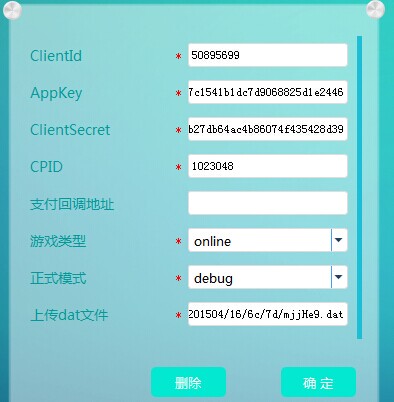 ClientId * 50895699
AppKey * 7c1541b1dc7d9068825d1e2446
ClientSecret * b27db64ac4b86074f435428d39
CPID * 1023048
支付回调地址
游戏类型 * online
正式模式 * debug
上传dat文件 * 201504/16/6c/7d/mjjHe9.dat
删除 确 定